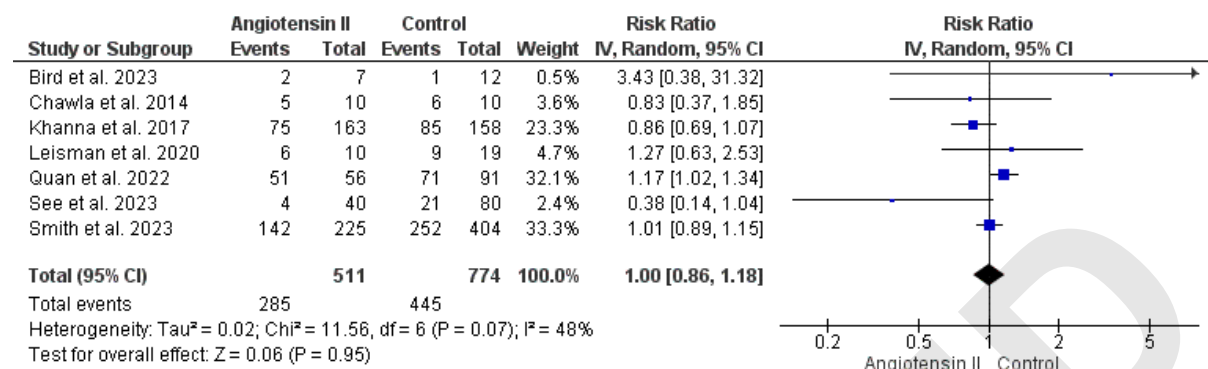 Angiotensin II Control Risk Ratio Risk Ratio
Study or Subgroup Events Total Events Total Weight IV, Random, 95% CI IV, Random, 95% CI
Bird et al. 2023 2 7 1 12 0.5% 3.43 [0.38, 31.32]
Chawla et al. 2014 5 10 6 10 3.6% 0.83 [0.37, 1.85]
Khanna et al. 2017 75 163 85 158 23.3% 0.86 [0.69, 1.07]
Leisman et al. 2020 6 10 9 19 4.7% 1.27 [0.63, 2.53]
Quan et al. 2022 51 56 71 91 32.1% 1.17 [1.02, 1.34]
See et al. 2023 4 40 21 80 2.4% 0.38 [0.14, 1.04]
Smith et al. 2023 142 225 252 404 33.3% 1.01 [0.89, 1.15]
Total (95% CI) 511 774 100.0% 1.00 [0.86, 1.18]
Total events 285 445
Heterogeneity: Tau² = 0.02; Chi² = 11.56, df = 6 (P = 0.07); I² = 48%
Test for overall effect: Z = 0.06 (P = 0.95)
0.2 0.5 1 2 5
Angiotensin II Control